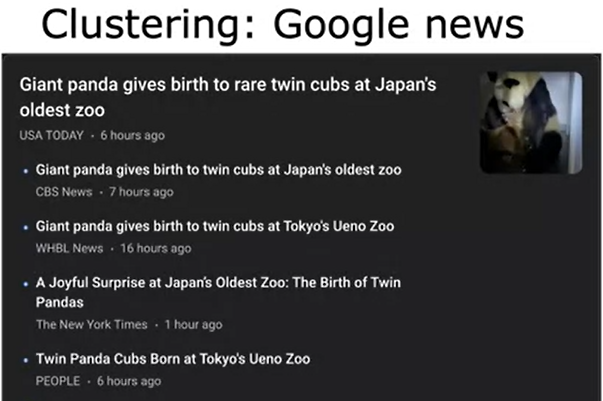 Clustering: Google news
Giant panda gives birth to rare twin cubs at Japan's
oldest zoo
USA TODAY · 6 hours ago
• Giant panda gives birth to twin cubs at Japan's oldest zoo
CBS News · 7 hours ago
• Giant panda gives birth to twin cubs at Tokyo's Ueno Zoo
WHBL News · 16 hours ago
• A Joyful Surprise at Japan's Oldest Zoo: The Birth of Twin
Pandas
The New York Times · 1 hour ago
• Twin Panda Cubs Born at Tokyo's Ueno Zoo
PEOPLE · 6 hours ago